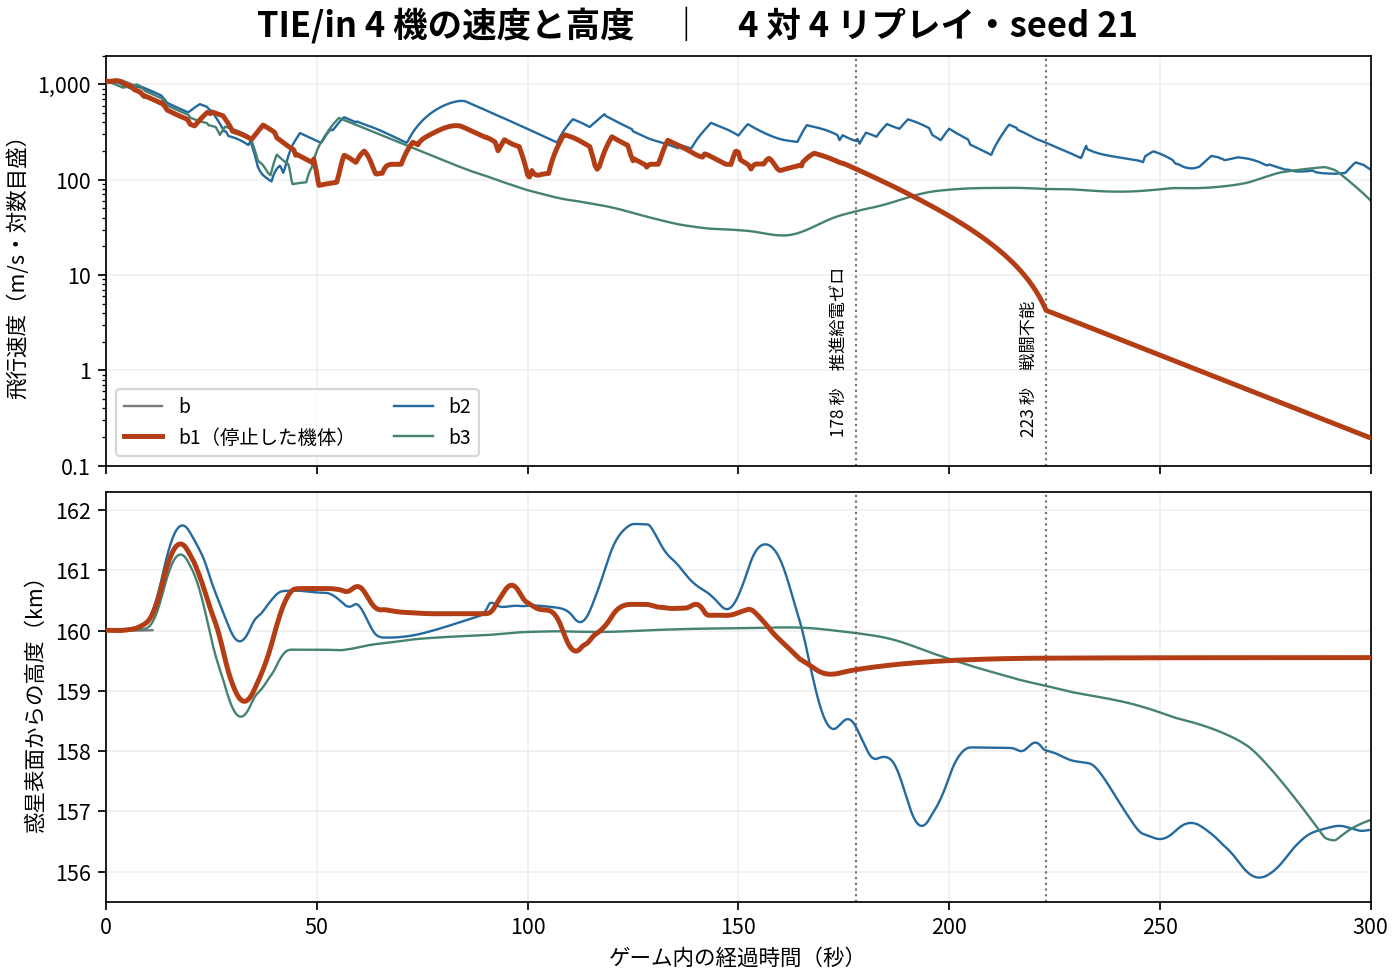 TIE/in 4 機の速度と高度 ｜ 4 対 4 リプレイ・seed 21
飛行速度（m/s・対数目盛）
1,000
100
10
1
0.1
178 秒 推進給電ゼロ
223 秒 戦闘不能
b
b1（停止した機体）
b2
b3
惑星表面からの高度（km）
162
161
160
159
158
157
156
0
50
100
150
200
250
300
ゲーム内の経過時間（秒）